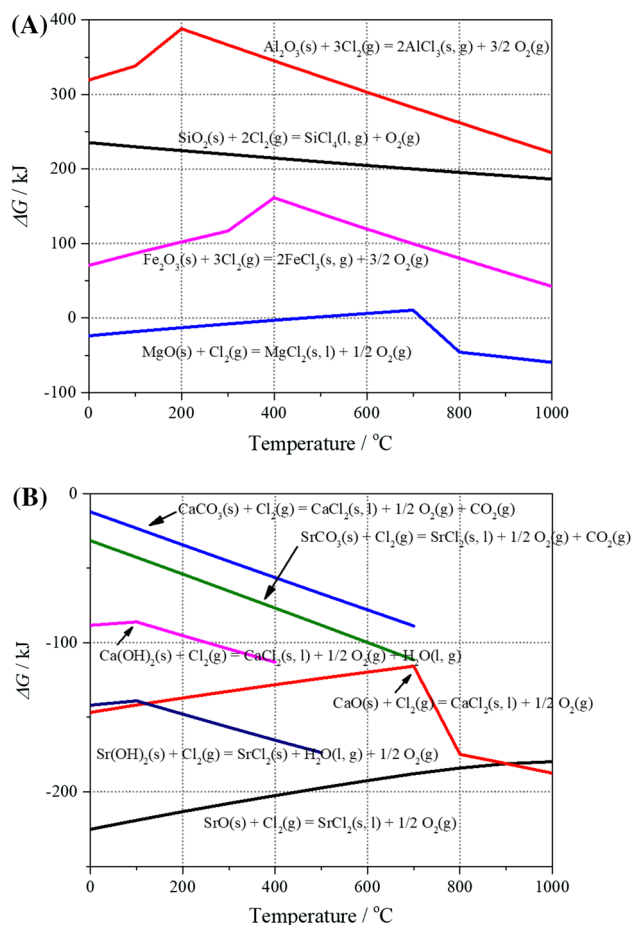 (A)
400
300
200
100
0
-100
ΔG / kJ
Al₂O₃(s) + 3Cl₂(g) = 2AlCl₃(s, g) + 3/2 O₂(g)
SiO₂(s) + 2Cl₂(g) = SiCl₄(l, g) + O₂(g)
Fe₂O₃(s) + 3Cl₂(g) = 2FeCl₃(s, g) + 3/2 O₂(g)
MgO(s) + Cl₂(g) = MgCl₂(s, l) + 1/2 O₂(g)
0 200 400 600 800 1000
Temperature / °C
(B)
0
-100
-200
ΔG / kJ
CaCO₃(s) + Cl₂(g) = CaCl₂(s, l) + 1/2 O₂(g) + CO₂(g)
SrCO₃(s) + Cl₂(g) = SrCl₂(s, l) + 1/2 O₂(g) + CO₂(g)
Ca(OH)₂(s) + Cl₂(g) = CaCl₂(s, l) + 1/2 O₂(g) + H₂O(l, g)
CaO(s) + Cl₂(g) = CaCl₂(s, l) + 1/2 O₂(g)
Sr(OH)₂(s) + Cl₂(g) = SrCl₂(s) + H₂O(l, g) + 1/2 O₂(g)
SrO(s) + Cl₂(g) = SrCl₂(s, l) + 1/2 O₂(g)
0 200 400 600 800 1000
Temperature / °C